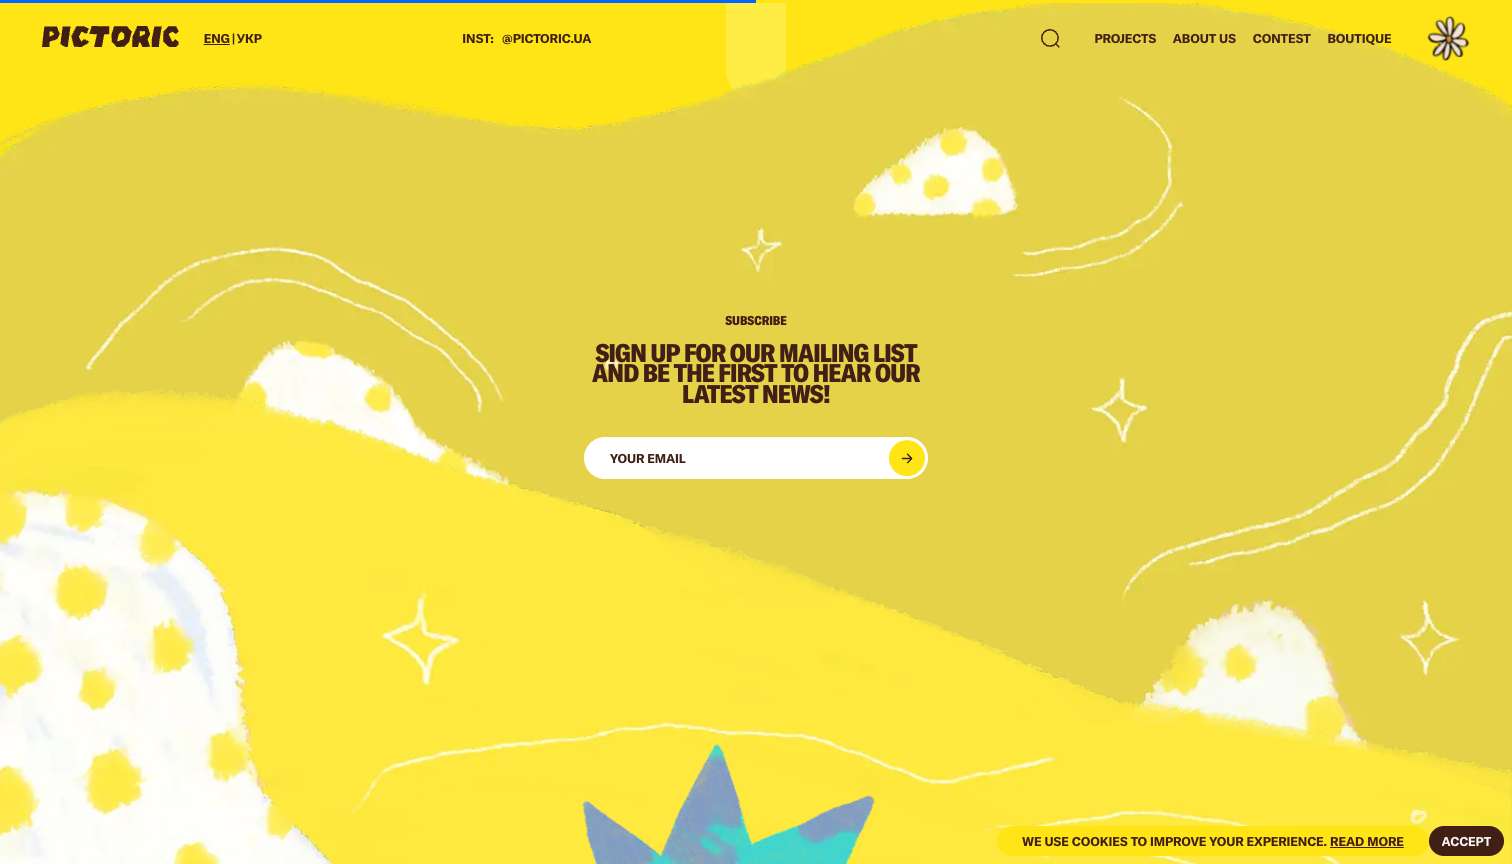 PICTORIC
ENG | УКР
INST: @PICTORIC.UA
PROJECTS ABOUT US CONTEST BOUTIQUE
SUBSCRIBE
SIGN UP FOR OUR MAILING LIST
AND BE THE FIRST TO HEAR OUR
LATEST NEWS!
YOUR EMAIL
WE USE COOKIES TO IMPROVE YOUR EXPERIENCE. READ MORE
ACCEPT